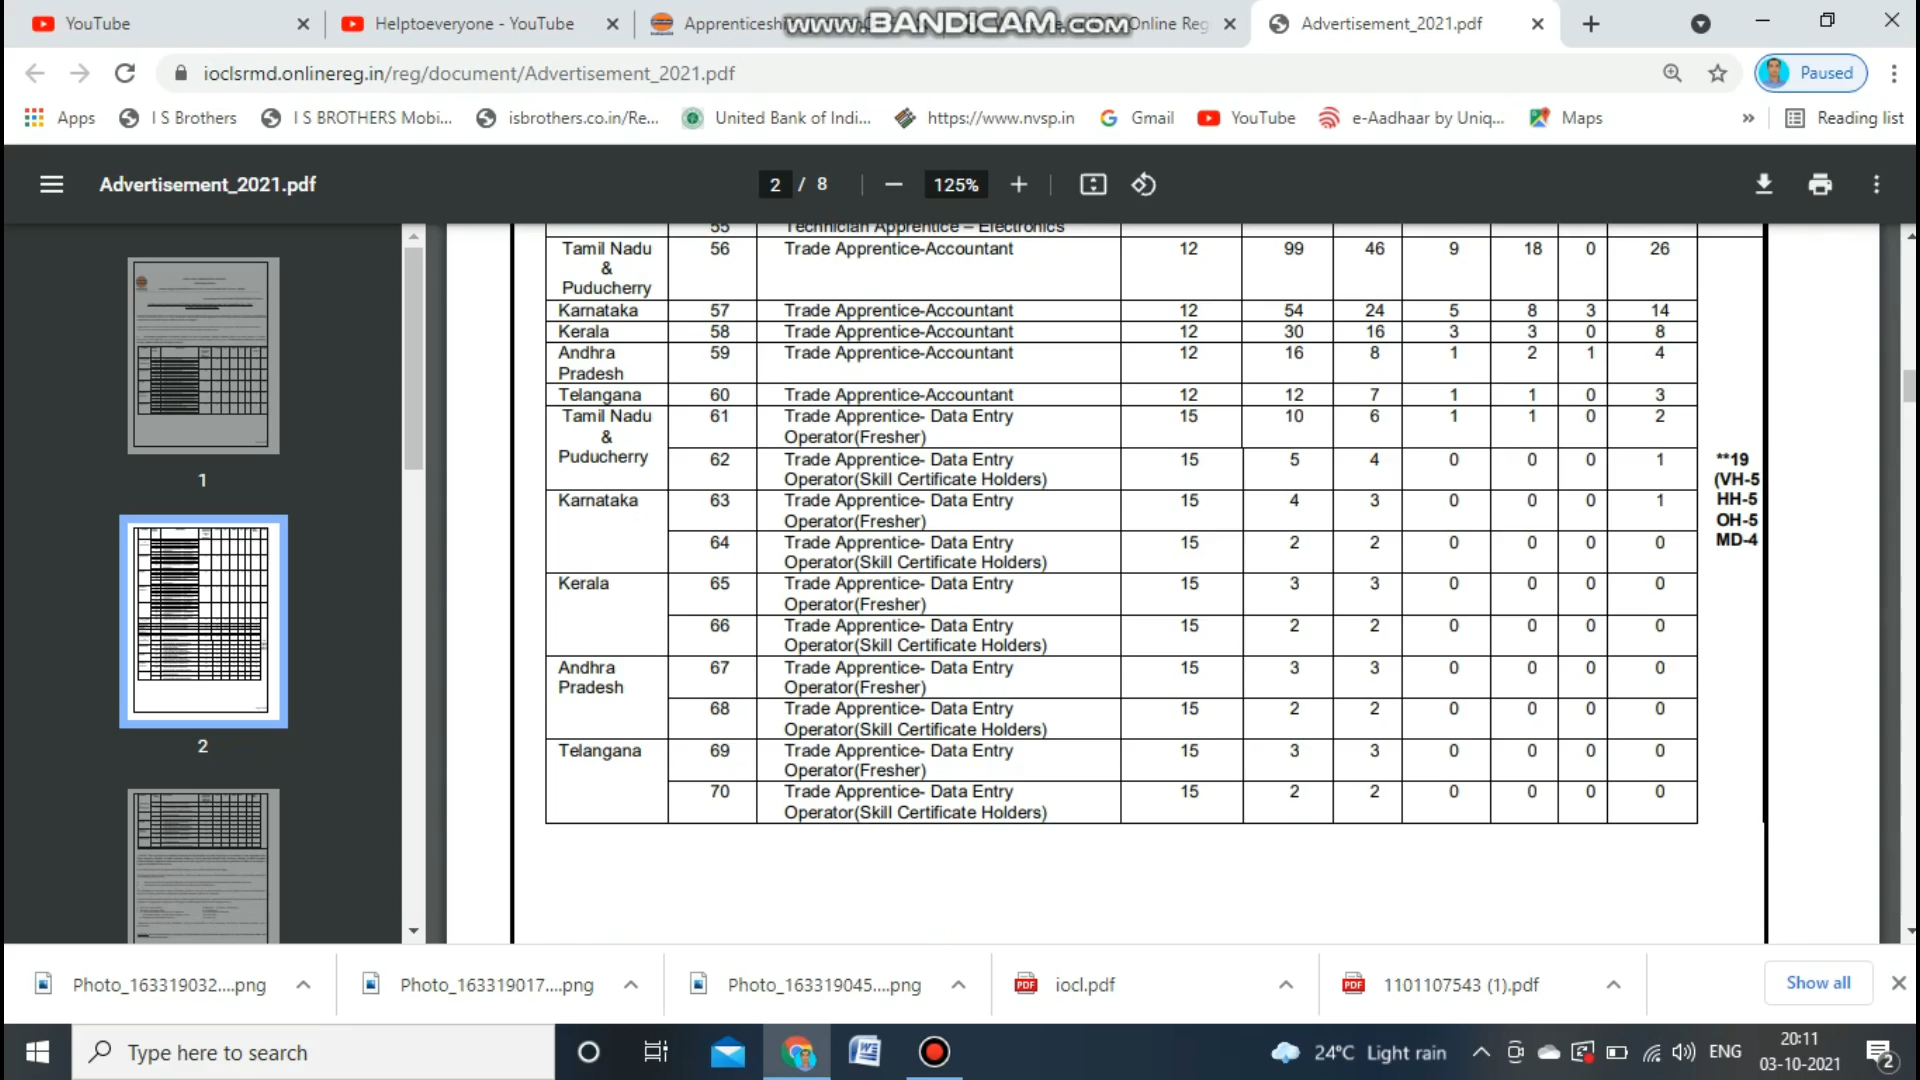 YouTube
Helptoeveryone - YouTube
Apprenticeshi
www.BANDICAM.com
Online Reg
Advertisement_2021.pdf
ioclsrmd.onlinereg.in/reg/document/Advertisement_2021.pdf
Paused
Apps
I S Brothers
I S BROTHERS Mobi...
isbrothers.co.in/Re...
United Bank of Indi...
https://www.nvsp.in
Gmail
YouTube
e-Aadhaar by Uniq...
Maps
»
Reading list
Advertisement_2021.pdf
2 / 8
125%
55 Technician Apprentice – Electronics
Tamil Nadu & Puducherry 56 Trade Apprentice-Accountant 12 99 46 9 18 0 26
Karnataka 57 Trade Apprentice-Accountant 12 54 24 5 8 3 14
Kerala 58 Trade Apprentice-Accountant 12 30 16 3 3 0 8
Andhra Pradesh 59 Trade Apprentice-Accountant 12 16 8 1 2 1 4
Telangana 60 Trade Apprentice-Accountant 12 12 7 1 1 0 3
Tamil Nadu & Puducherry 61 Trade Apprentice- Data Entry Operator(Fresher) 15 10 6 1 1 0 2
62 Trade Apprentice- Data Entry Operator(Skill Certificate Holders) 15 5 4 0 0 0 1
Karnataka 63 Trade Apprentice- Data Entry Operator(Fresher) 15 4 3 0 0 0 1
64 Trade Apprentice- Data Entry Operator(Skill Certificate Holders) 15 2 2 0 0 0 0
Kerala 65 Trade Apprentice- Data Entry Operator(Fresher) 15 3 3 0 0 0 0
66 Trade Apprentice- Data Entry Operator(Skill Certificate Holders) 15 2 2 0 0 0 0
Andhra Pradesh 67 Trade Apprentice- Data Entry Operator(Fresher) 15 3 3 0 0 0 0
68 Trade Apprentice- Data Entry Operator(Skill Certificate Holders) 15 2 2 0 0 0 0
Telangana 69 Trade Apprentice- Data Entry Operator(Fresher) 15 3 3 0 0 0 0
70 Trade Apprentice- Data Entry Operator(Skill Certificate Holders) 15 2 2 0 0 0 0
**19
(VH-5
HH-5
OH-5
MD-4
1
2
Photo_163319032....png
Photo_163319017....png
Photo_163319045....png
iocl.pdf
1101107543 (1).pdf
Show all
Type here to search
24°C Light rain
ENG
20:11
03-10-2021
2